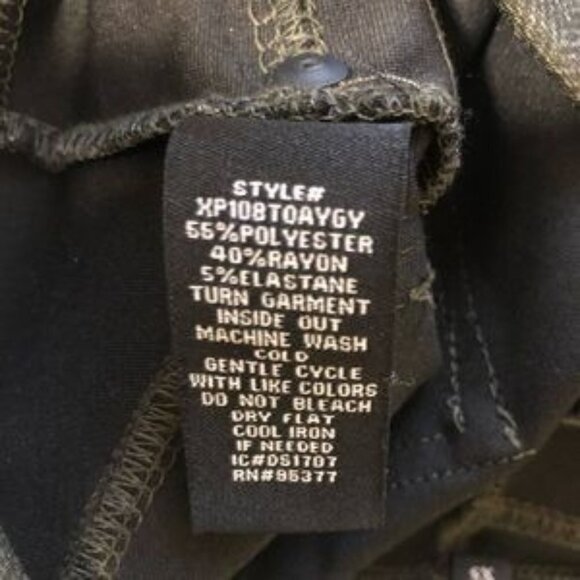 STYLE#
XP108TOAYGY
55%POLYESTER
40%RAYON
5%ELASTANE
TURN GARMENT
INSIDE OUT
MACHINE WASH
COLD
GENTLE CYCLE
WITH LIKE COLORS
DO NOT BLEACH
DRY FLAT
COOL IRON
IF NEEDED
IC#DS1707
RN#95377